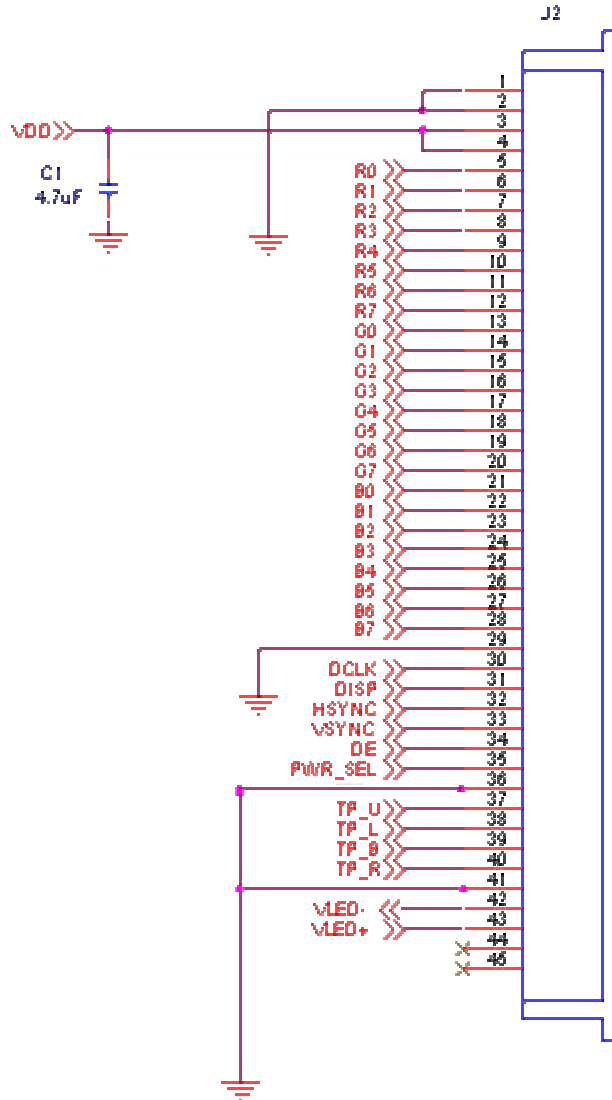 J2
1
2
VDD 3
4
C1
4.7uF
R0 5
R1 6
R2 7
R3 8
R4 9
R5 10
R6 11
R7 12
G0 13
G1 14
G2 15
G3 16
G4 17
G5 18
G6 19
G7 20
B0 21
B1 22
B2 23
B3 24
B4 25
B5 26
B6 27
B7 28
29
DCLK 30
DISP 31
HSYNC 32
VSYNC 33
DE 34
PWR_SEL 35
36
TP_U 37
TP_L 38
TP_B 39
TP_R 40
41
VLED- 42
VLED+ 43
44
45